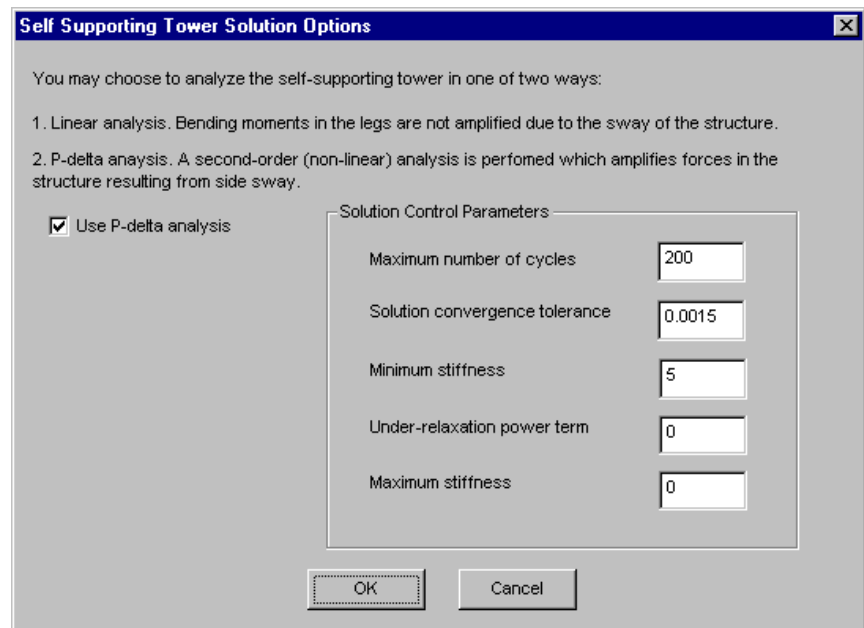 Self Supporting Tower Solution Options
You may choose to analyze the self-supporting tower in one of two ways:
1. Linear analysis. Bending moments in the legs are not amplified due to the sway of the structure.
2. P-delta anaysis. A second-order (non-linear) analysis is perfomed which amplifies forces in the
structure resulting from side sway.
Use P-delta analysis
Solution Control Parameters
Maximum number of cycles 200
Solution convergence tolerance 0.0015
Minimum stiffness 5
Under-relaxation power term 0
Maximum stiffness 0
OK Cancel